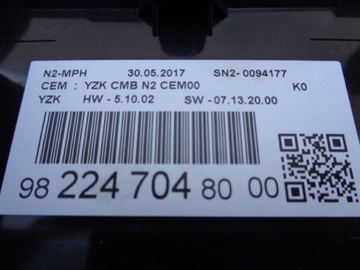 N2-MPH 30.05.2017 SN2-0094177
CEM : YZK CMB N2 CEM00 K0
YZK HW - 5.10.02 SW -07.13.20.00
98 224 704 80 00